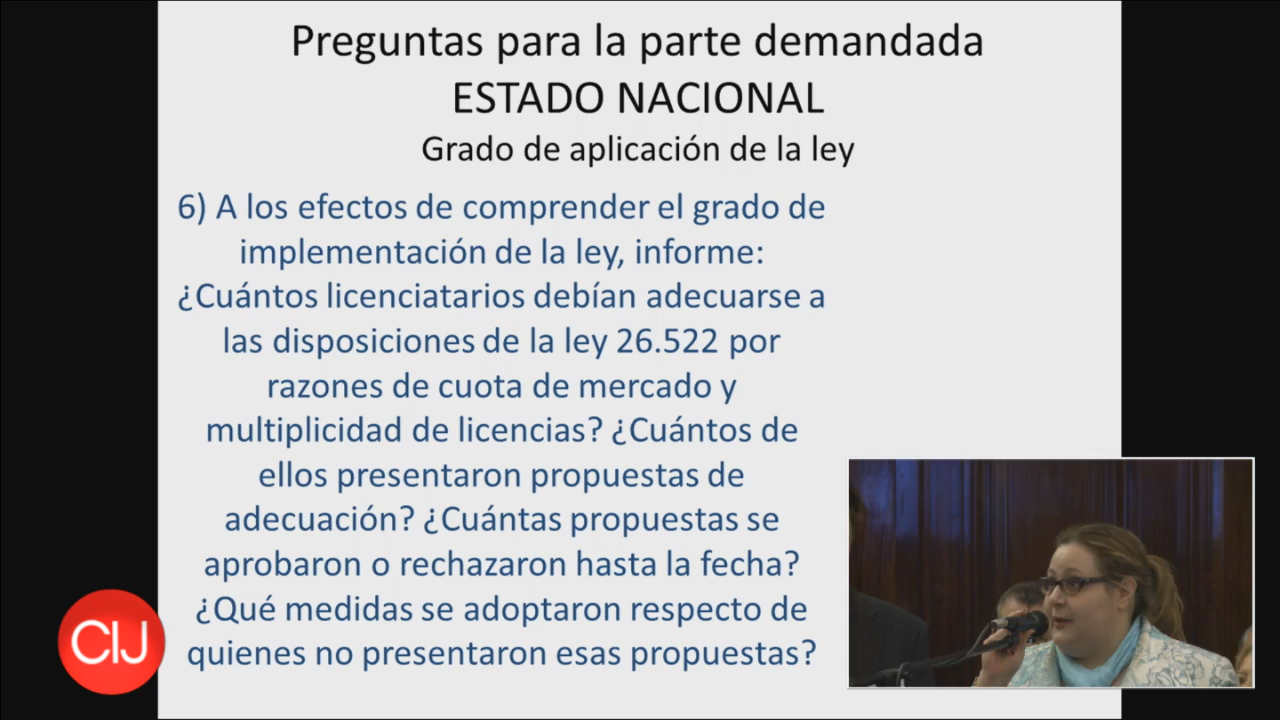 Preguntas para la parte demandada
ESTADO NACIONAL
Grado de aplicación de la ley
6) A los efectos de comprender el grado de
implementación de la ley, informe:
¿Cuántos licenciatarios debían adecuarse a
las disposiciones de la ley 26.522 por
razones de cuota de mercado y
multiplicidad de licencias? ¿Cuántos de
ellos presentaron propuestas de
adecuación? ¿Cuántas propuestas se
aprobaron o rechazaron hasta la fecha?
¿Qué medidas se adoptaron respecto de
quienes no presentaron esas propuestas?
CIJ